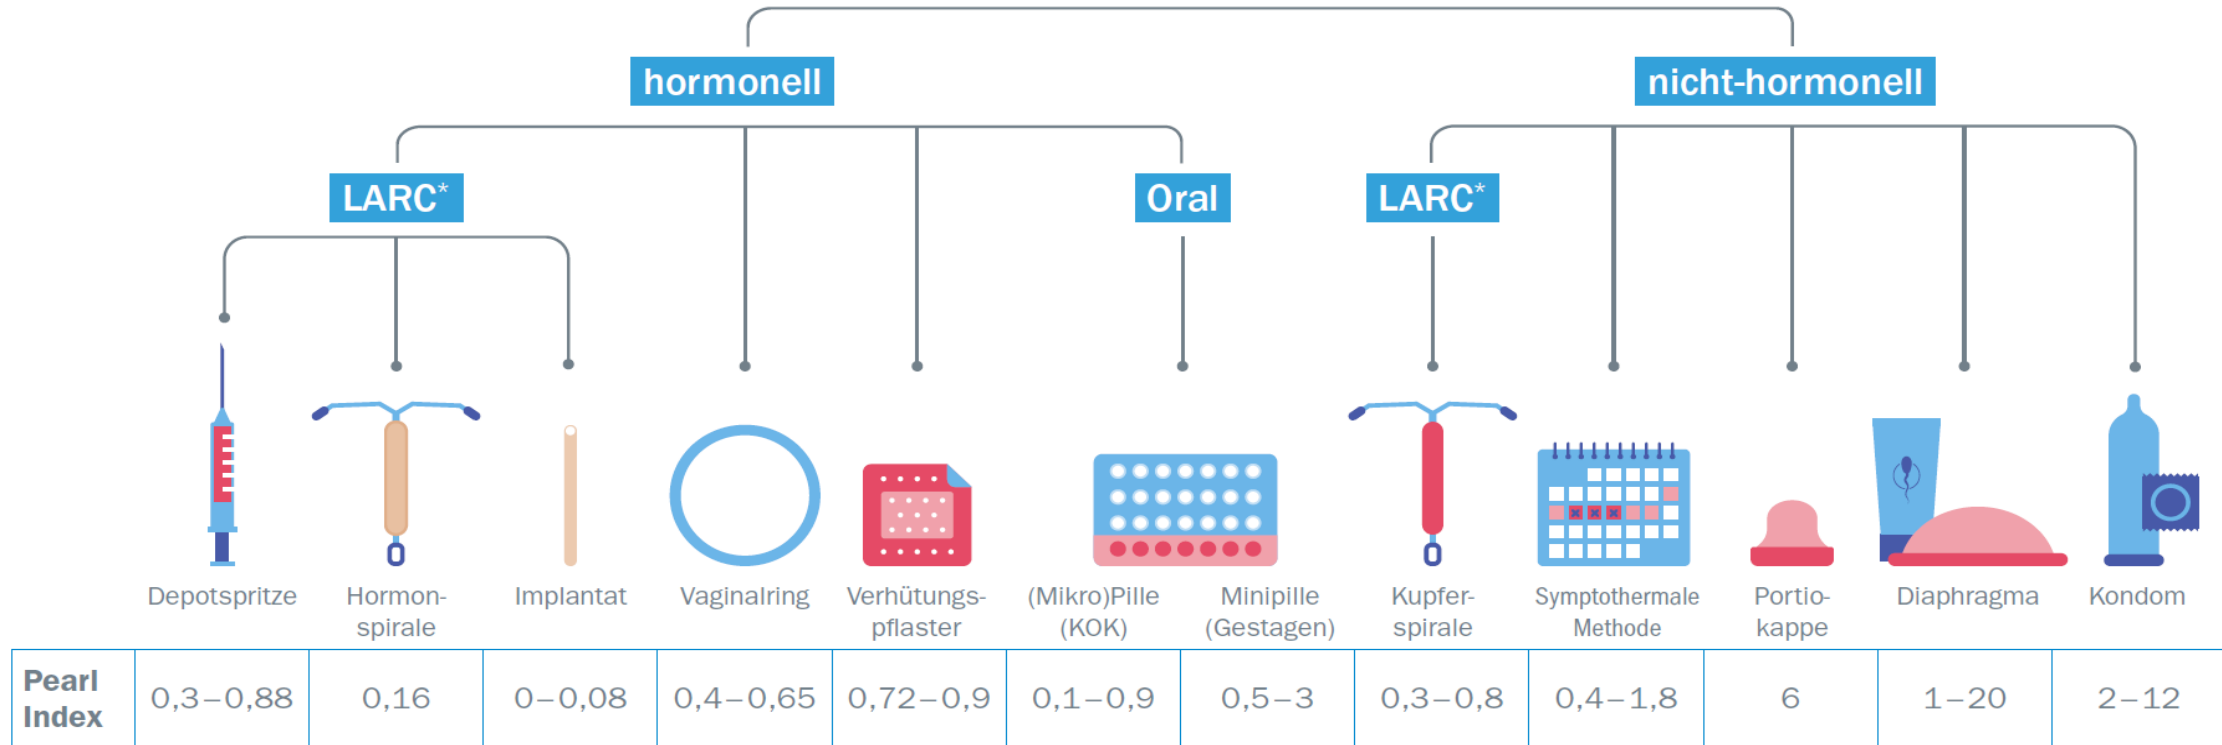 hormonell
nicht-hormonell
LARC*
Oral
LARC*
Depotspritze
Hormon-
spirale
Implantat
Vaginalring
Verhütungs-
pflaster
(Mikro)Pille
(KOK)
Minipille
(Gestagen)
Kupfer-
spirale
Symptothermale
Methode
Portio-
kappe
Diaphragma
Kondom
Pearl
Index
0,3–0,88
0,16
0–0,08
0,4–0,65
0,72–0,9
0,1–0,9
0,5–3
0,3–0,8
0,4–1,8
6
1–20
2–12